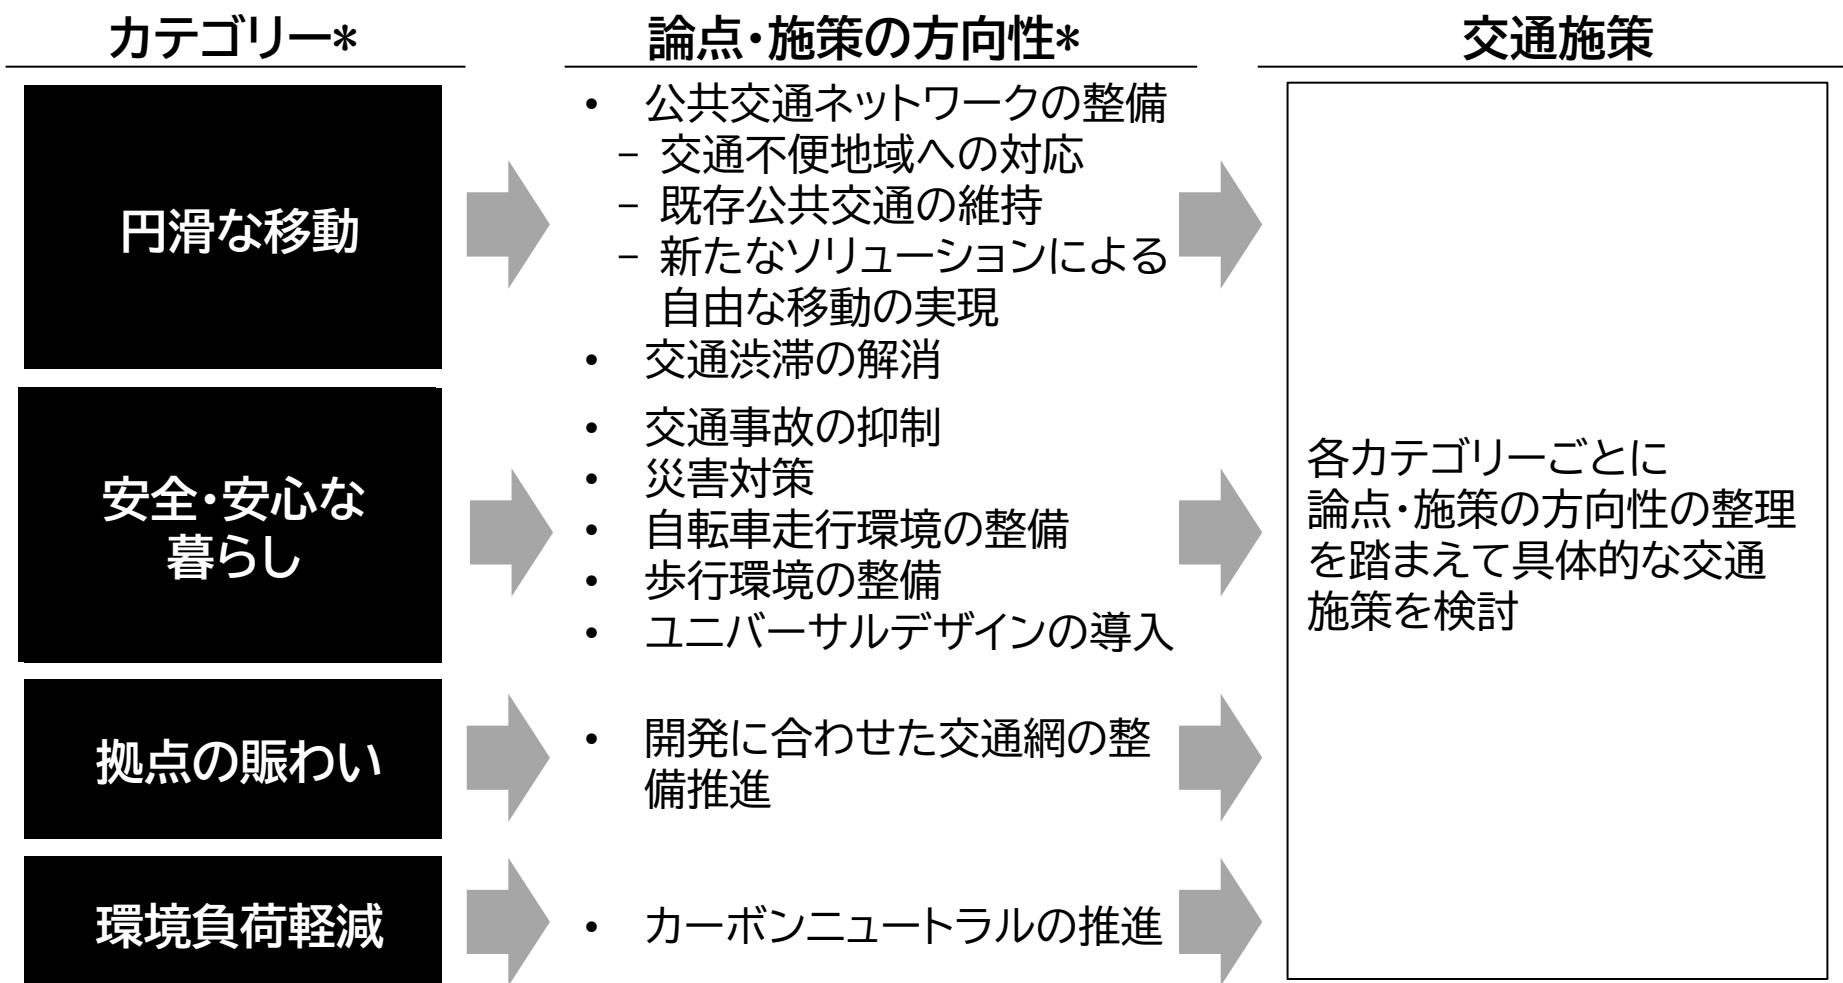 カテゴリー*
論点・施策の方向性*
交通施策
円滑な移動
• 公共交通ネットワークの整備
– 交通不便地域への対応
– 既存公共交通の維持
– 新たなソリューションによる
自由な移動の実現
• 交通渋滞の解消
安全・安心な
暮らし
• 交通事故の抑制
• 災害対策
• 自転車走行環境の整備
• 歩行環境の整備
• ユニバーサルデザインの導入
拠点の賑わい
• 開発に合わせた交通網の整
備推進
環境負荷軽減
• カーボンニュートラルの推進
各カテゴリーごとに
論点・施策の方向性の整理
を踏まえて具体的な交通
施策を検討